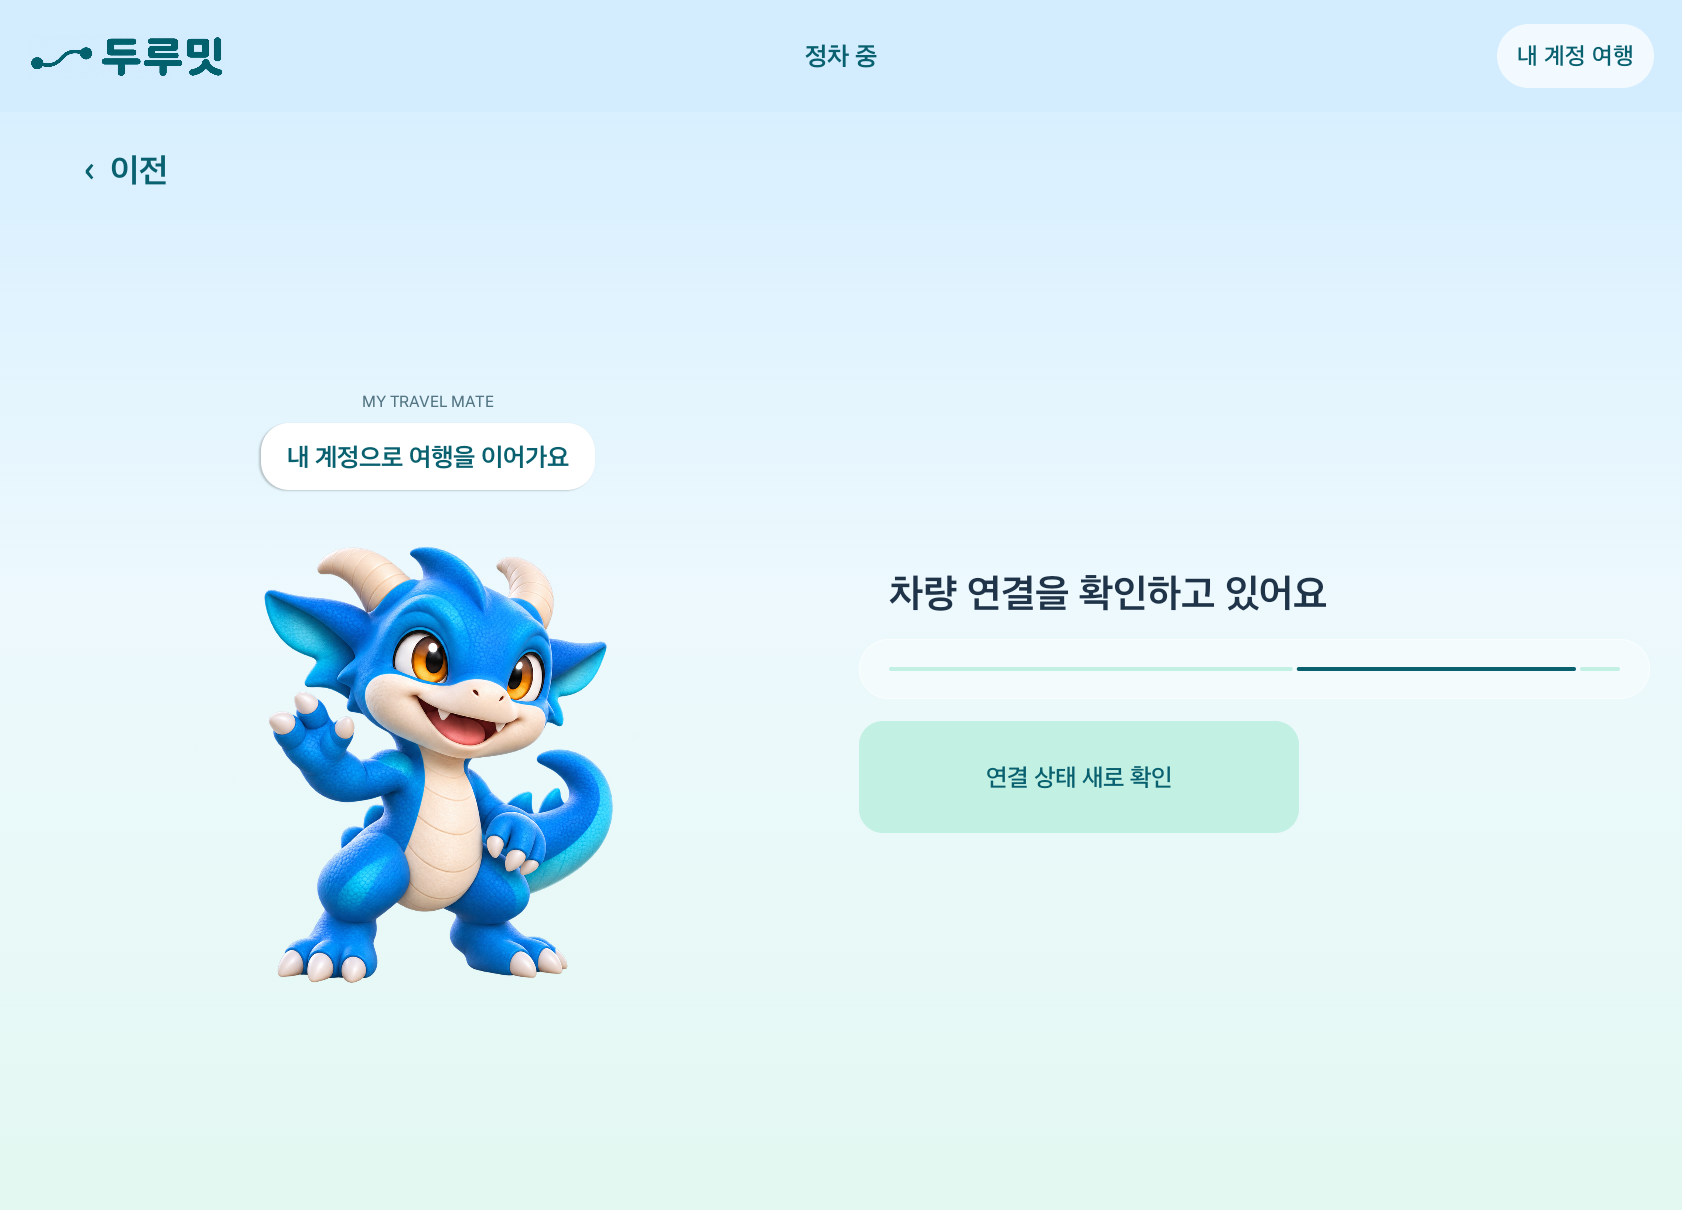 두루밋
정차 중
내 계정 여행
이전
MY TRAVEL MATE
내 계정으로 여행을 이어가요
차량 연결을 확인하고 있어요
연결 상태 새로 확인